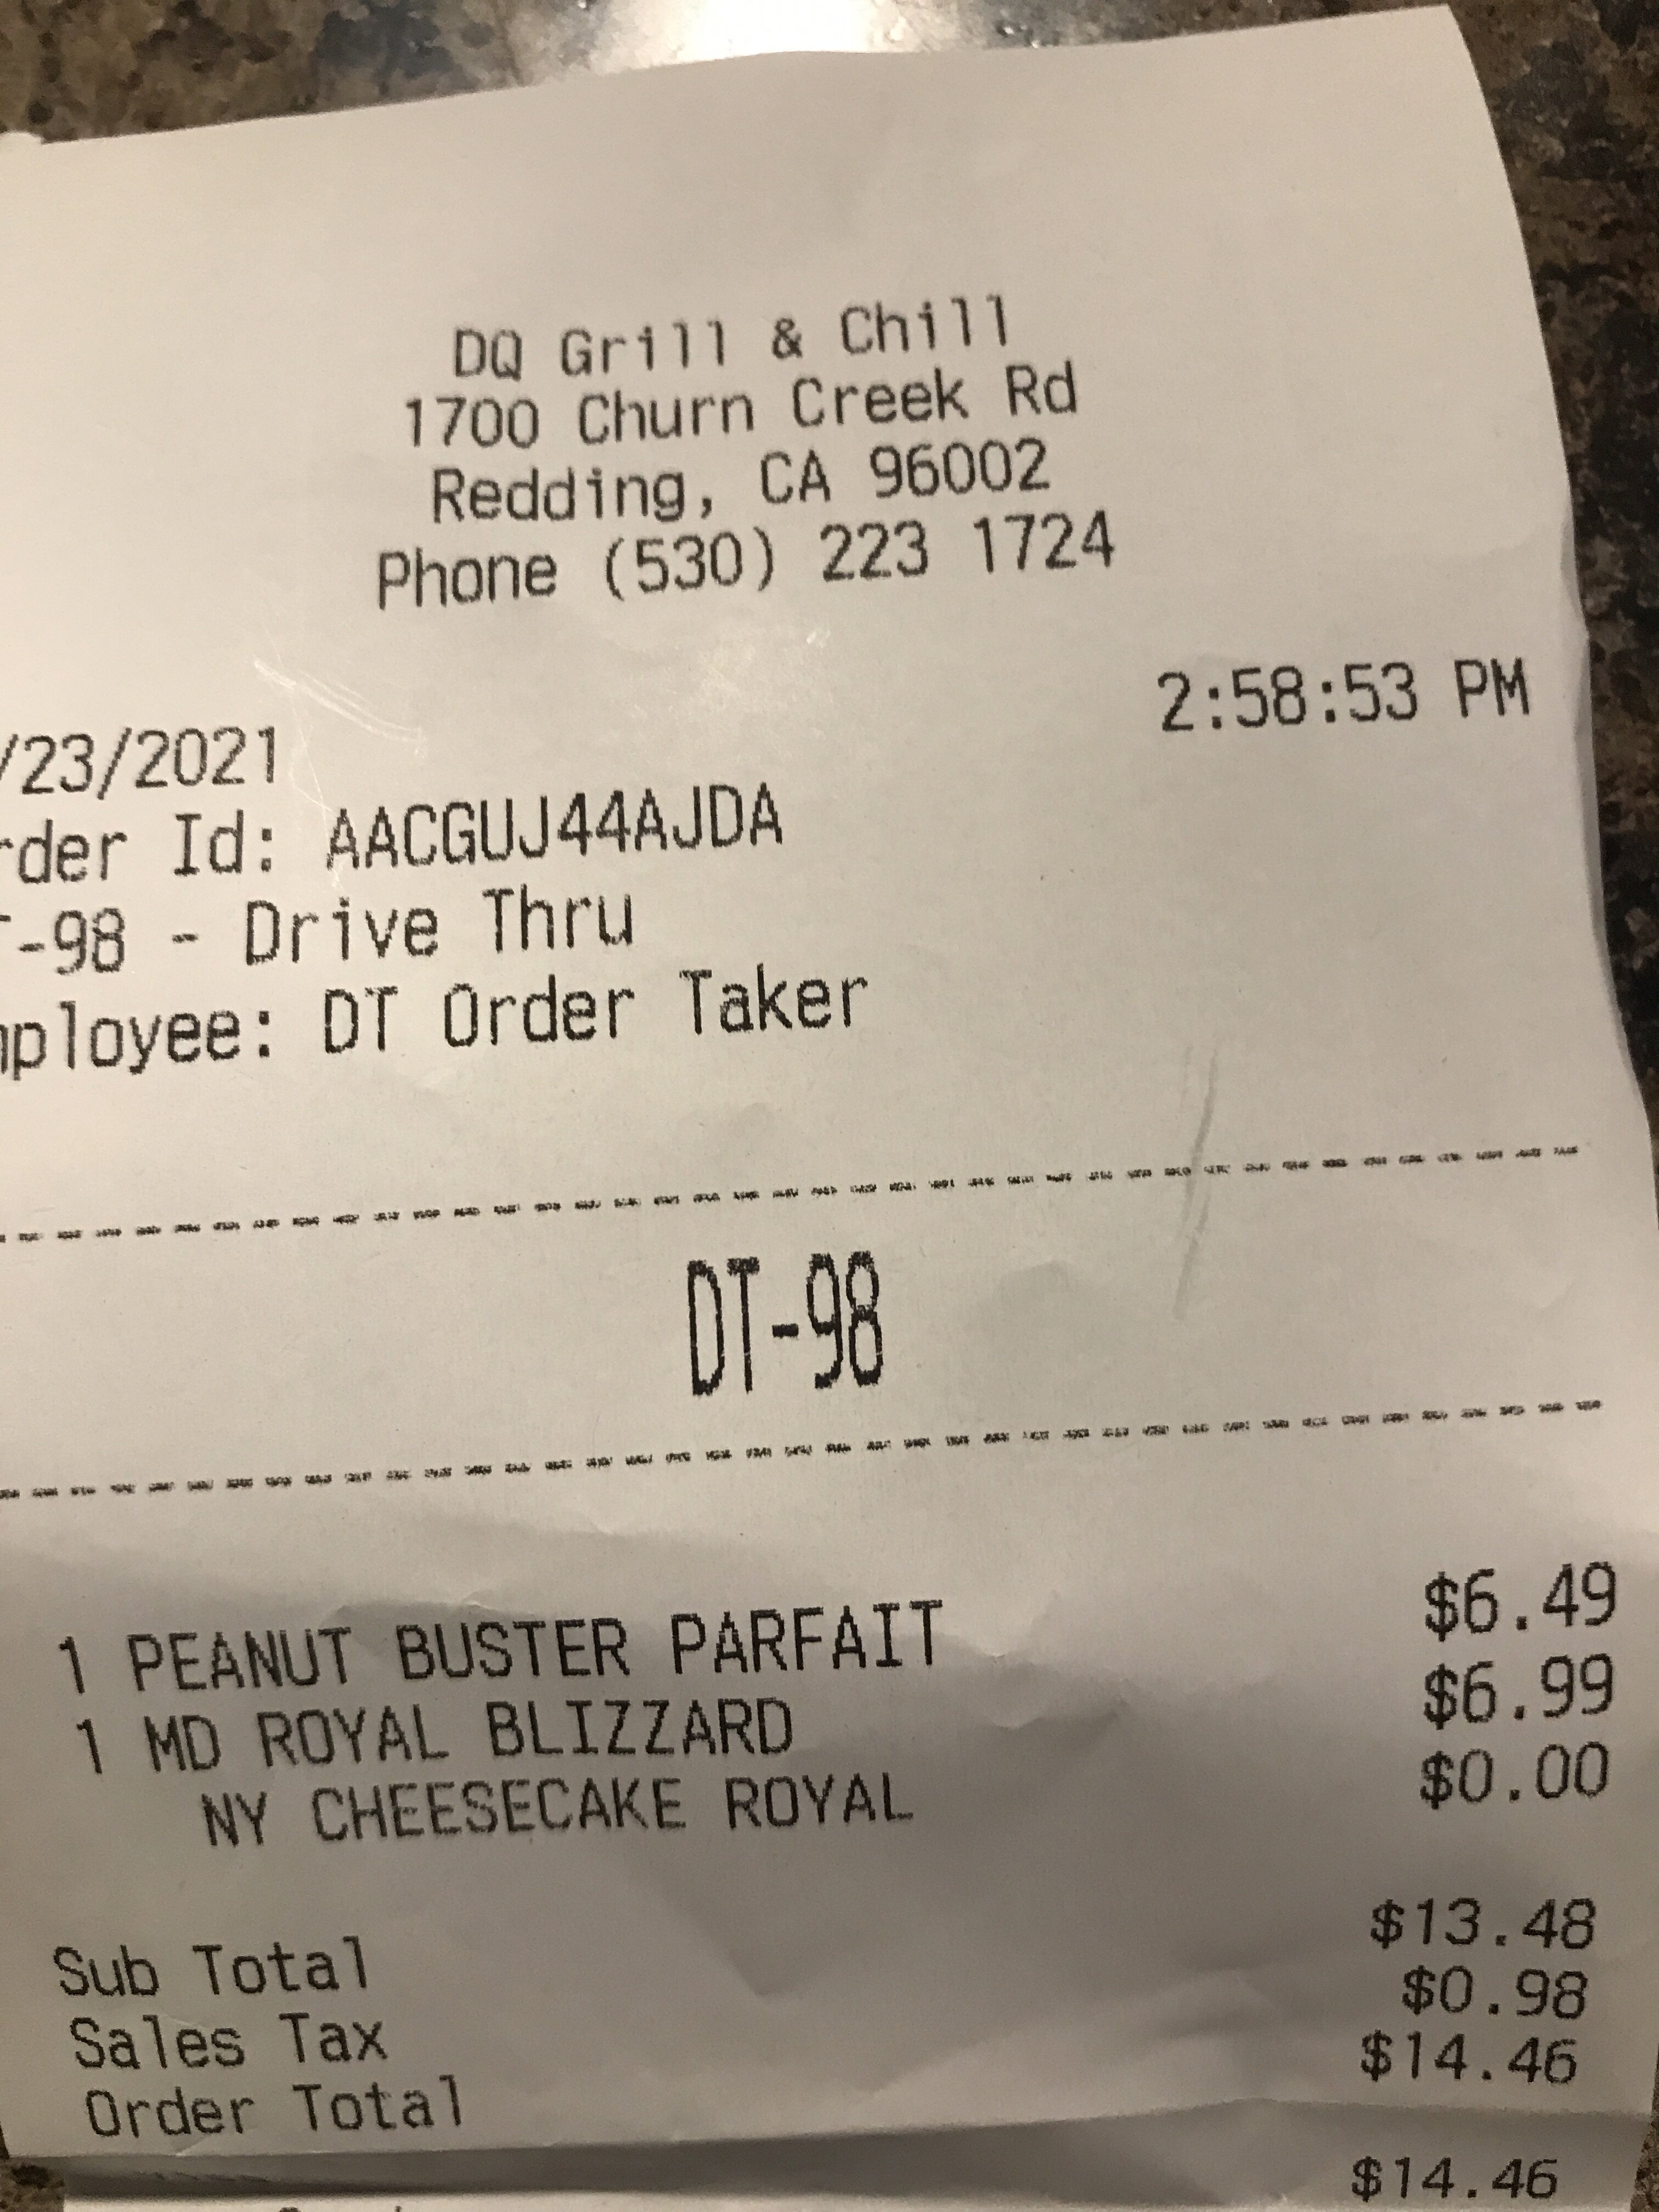 DQ Grill & Chill
1700 Churn Creek Rd
Redding, CA 96002
Phone (530) 223 1724
/23/2021 2:58:53 PM
rder Id: AACGUJ44AJDA
-98 - Drive Thru
ployee: DT Order Taker
DT-98
1 PEANUT BUSTER PARFAIT $6.49
1 MD ROYAL BLIZZARD $6.99
NY CHEESECAKE ROYAL $0.00
Sub Total $13.48
Sales Tax $0.98
Order Total $14.46
$14.46